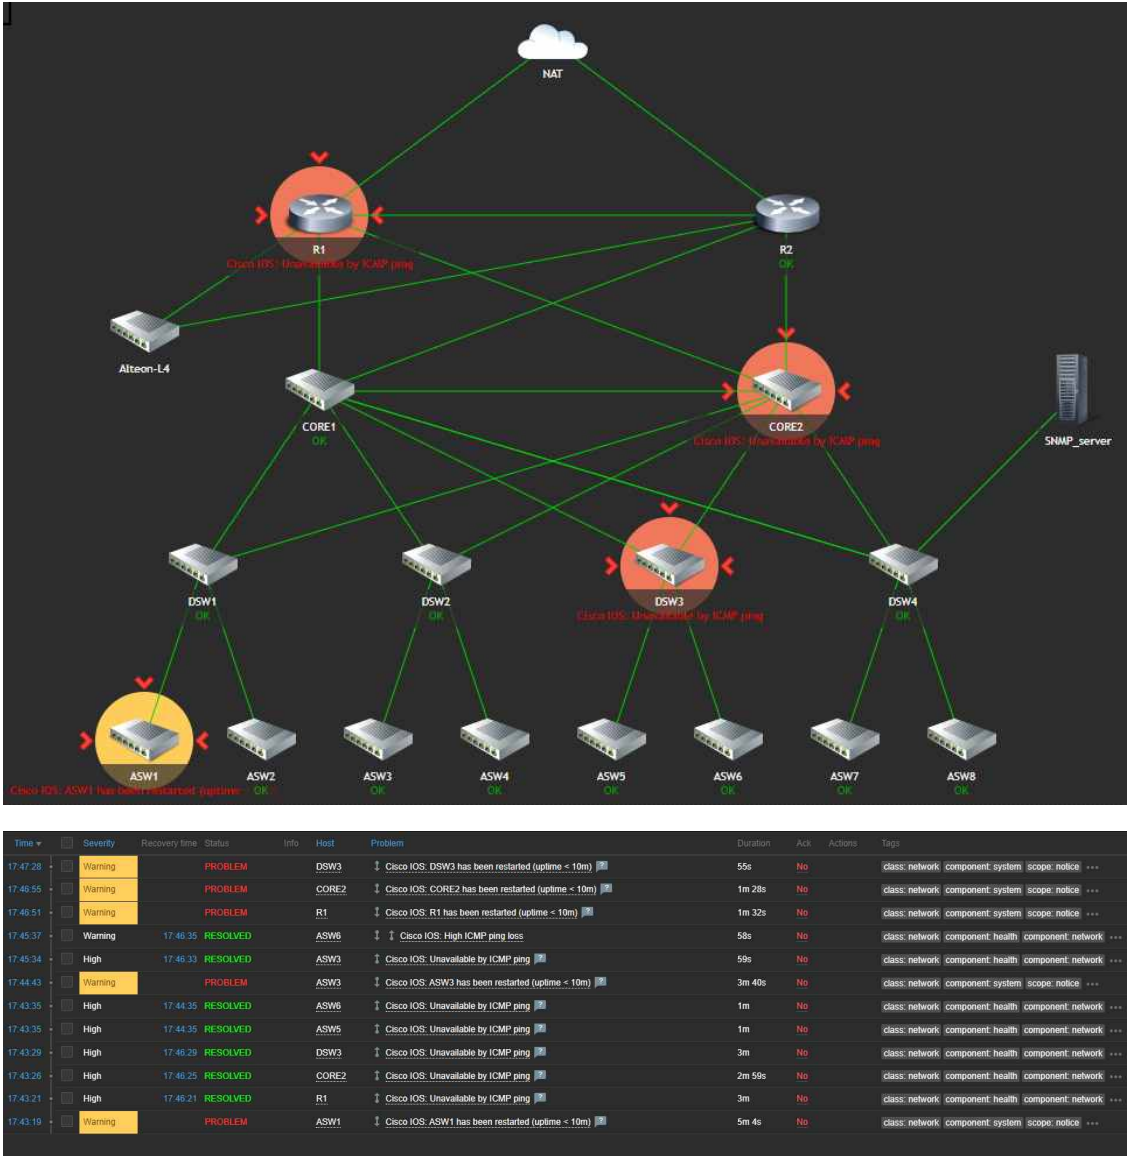 NAT
R1
Cisco IOS: Unavailable by ICMP ping
R2
OK
Alteon-L4
CORE1
OK
CORE2
Cisco IOS: Unavailable by ICMP ping
SNMP_server
DSW1
OK
DSW2
OK
DSW3
Cisco IOS: Unavailable by ICMP ping
DSW4
OK
ASW1
Cisco IOS: ASW1 has been restarted (uptime
ASW2
OK
ASW3
OK
ASW4
OK
ASW5
OK
ASW6
OK
ASW7
OK
ASW8
OK
Time Severity Recovery time Status Info Host Problem Duration Ack Actions Tags
17:47:28 Warning PROBLEM DSW3 Cisco IOS: DSW3 has been restarted (uptime < 10m) ? 55s No class: network component: system scope: notice •••
17:46:55 Warning PROBLEM CORE2 Cisco IOS: CORE2 has been restarted (uptime < 10m) ? 1m 28s No class: network component: system scope: notice •••
17:46:51 Warning PROBLEM R1 Cisco IOS: R1 has been restarted (uptime < 10m) ? 1m 32s No class: network component: system scope: notice •••
17:45:37 Warning 17:46:35 RESOLVED ASW6 Cisco IOS: High ICMP ping loss 58s No class: network component: health component: network •••
17:45:34 High 17:46:33 RESOLVED ASW3 Cisco IOS: Unavailable by ICMP ping ? 59s No class: network component: health component: network •••
17:44:43 Warning PROBLEM ASW3 Cisco IOS: ASW3 has been restarted (uptime < 10m) ? 3m 40s No class: network component: system scope: notice •••
17:43:35 High 17:44:35 RESOLVED ASW6 Cisco IOS: Unavailable by ICMP ping ? 1m No class: network component: health component: network •••
17:43:35 High 17:44:35 RESOLVED ASW5 Cisco IOS: Unavailable by ICMP ping ? 1m No class: network component: health component: network •••
17:43:29 High 17:46:29 RESOLVED DSW3 Cisco IOS: Unavailable by ICMP ping ? 3m No class: network component: health component: network •••
17:43:26 High 17:46:25 RESOLVED CORE2 Cisco IOS: Unavailable by ICMP ping ? 2m 59s No class: network component: health component: network •••
17:43:21 High 17:46:21 RESOLVED R1 Cisco IOS: Unavailable by ICMP ping ? 3m No class: network component: health component: network •••
17:43:19 Warning PROBLEM ASW1 Cisco IOS: ASW1 has been restarted (uptime < 10m) ? 5m 4s No class: network component: system scope: notice •••